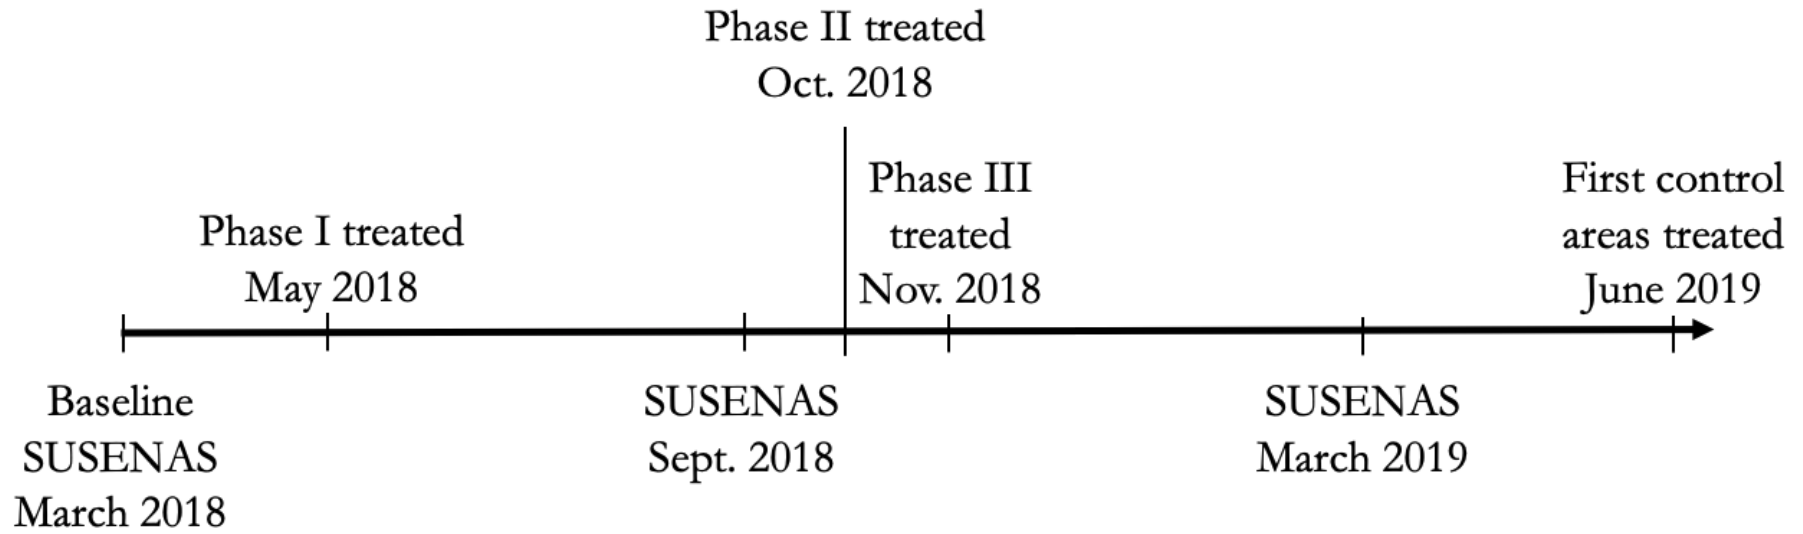 Phase II treated
Oct. 2018
Phase III
treated
Nov. 2018
First control
areas treated
June 2019
Phase I treated
May 2018
Baseline
SUSENAS
March 2018
SUSENAS
Sept. 2018
SUSENAS
March 2019